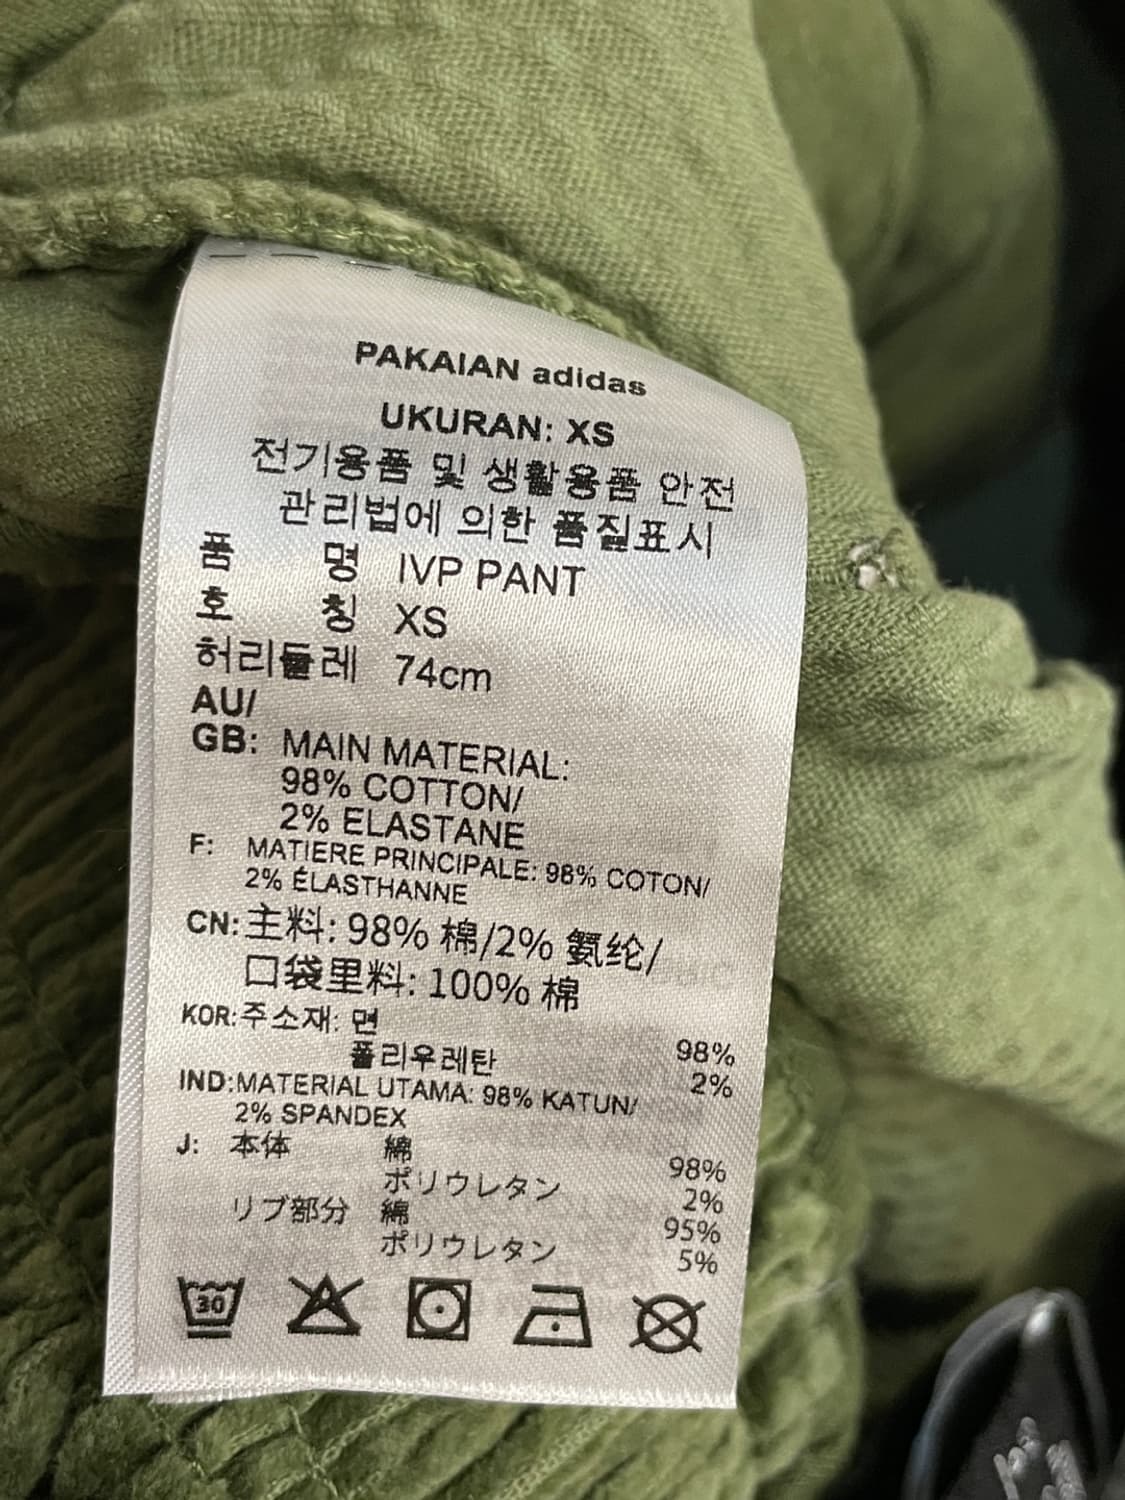 PAKAIAN adidas
UKURAN: XS
전기용품 및 생활용품 안전
관리법에 의한 품질표시
품 명 IVP PANT
호 칭 XS
허리둘레 74cm
AU/
GB: MAIN MATERIAL:
98% COTTON/
2% ELASTANE
F: MATIERE PRINCIPALE: 98% COTON/
2% ÉLASTHANNE
CN: 主料: 98% 棉/2% 氨纶/
口袋里料: 100% 棉
KOR: 주소재: 면 98%
폴리우레탄 2%
IND: MATERIAL UTAMA: 98% KATUN/
2% SPANDEX
J: 本体 綿 98%
ポリウレタン 2%
リブ部分 綿 95%
ポリウレタン 5%
30